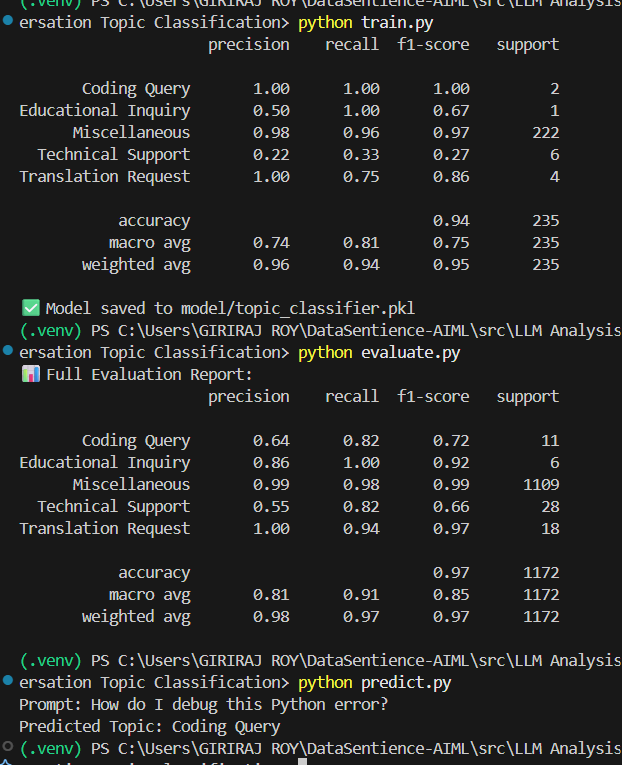 (.venv) PS C:\Users\GIRIRAJ ROY\DataSentience-AIML\src\LLM Analysis
ersation Topic Classification> python train.py
precision recall f1-score support
Coding Query 1.00 1.00 1.00 2
Educational Inquiry 0.50 1.00 0.67 1
Miscellaneous 0.98 0.96 0.97 222
Technical Support 0.22 0.33 0.27 6
Translation Request 1.00 0.75 0.86 4
accuracy 0.94 235
macro avg 0.74 0.81 0.75 235
weighted avg 0.96 0.94 0.95 235
✅ Model saved to model/topic_classifier.pkl
(.venv) PS C:\Users\GIRIRAJ ROY\DataSentience-AIML\src\LLM Analysis
ersation Topic Classification> python evaluate.py
📊 Full Evaluation Report:
precision recall f1-score support
Coding Query 0.64 0.82 0.72 11
Educational Inquiry 0.86 1.00 0.92 6
Miscellaneous 0.99 0.98 0.99 1109
Technical Support 0.55 0.82 0.66 28
Translation Request 1.00 0.94 0.97 18
accuracy 0.97 1172
macro avg 0.81 0.91 0.85 1172
weighted avg 0.98 0.97 0.97 1172
(.venv) PS C:\Users\GIRIRAJ ROY\DataSentience-AIML\src\LLM Analysis
ersation Topic Classification> python predict.py
Prompt: How do I debug this Python error?
Predicted Topic: Coding Query
(.venv) PS C:\Users\GIRIRAJ ROY\DataSentience-AIML\src\LLM Analysis